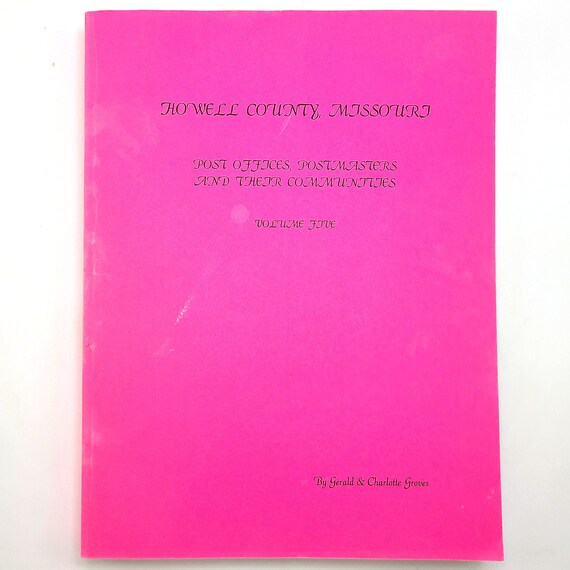 HOWELL COUNTY, MISSOURI
POST OFFICES, POSTMASTERS
AND THEIR COMMUNITIES
VOLUME FIVE
By Gerald & Charlotte Groves